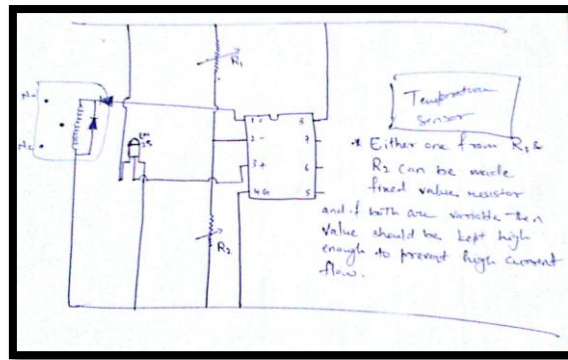 Temperature
sensor
* Either one from R1 &
R2 can be made
fixed value resistor
and if both are variable then
value should be kept high
enough to prevent high current
flow.
R1
R2
1 -
2 -
3 +
4 G
8
7
6
5
LM
35